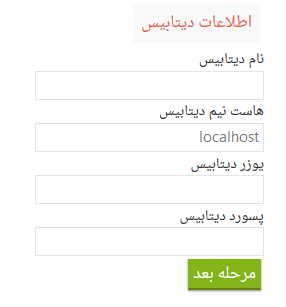 اطلاعات دیتابیس
نام دیتابیس
هاست نیم دیتابیس
localhost
یوزر دیتابیس
پسورد دیتابیس
مرحله بعد